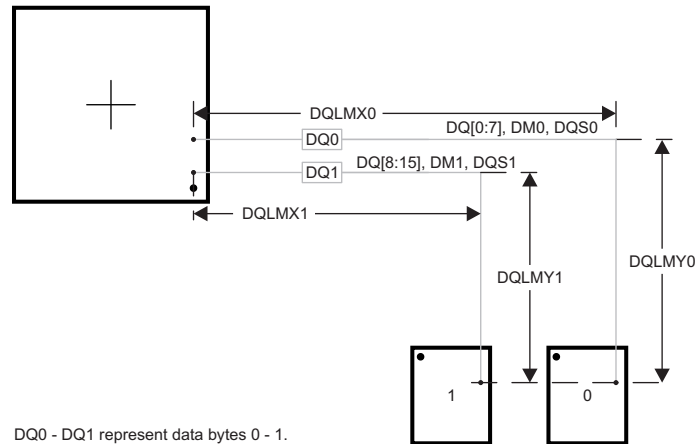 DQLMX0
DQ[0:7], DM0, DQS0
DQ0
DQ[8:15], DM1, DQS1
DQ1
DQLMX1
DQLMY0
DQLMY1
1
0
DQ0 - DQ1 represent data bytes 0 - 1.